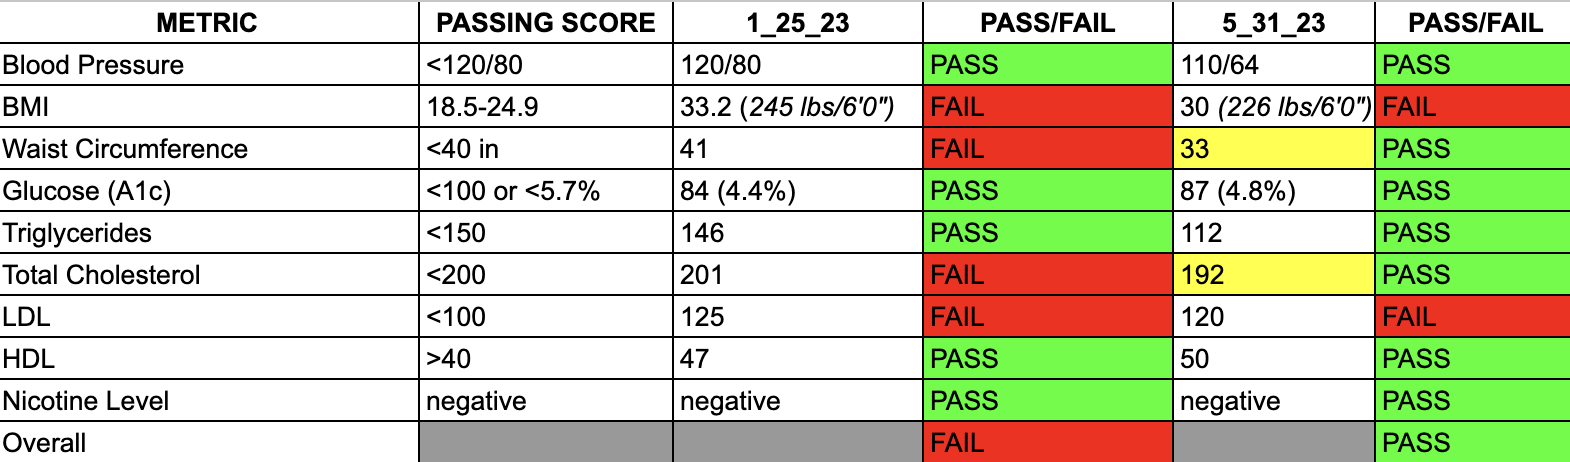 METRIC PASSING SCORE 1_25_23 PASS/FAIL 5_31_23 PASS/FAIL
Blood Pressure <120/80 120/80 PASS 110/64 PASS
BMI 18.5-24.9 33.2 (245 lbs/6'0") FAIL 30 (226 lbs/6'0") FAIL
Waist Circumference <40 in 41 FAIL 33 PASS
Glucose (A1c) <100 or <5.7% 84 (4.4%) PASS 87 (4.8%) PASS
Triglycerides <150 146 PASS 112 PASS
Total Cholesterol <200 201 FAIL 192 PASS
LDL <100 125 FAIL 120 FAIL
HDL >40 47 PASS 50 PASS
Nicotine Level negative negative PASS negative PASS
Overall FAIL PASS